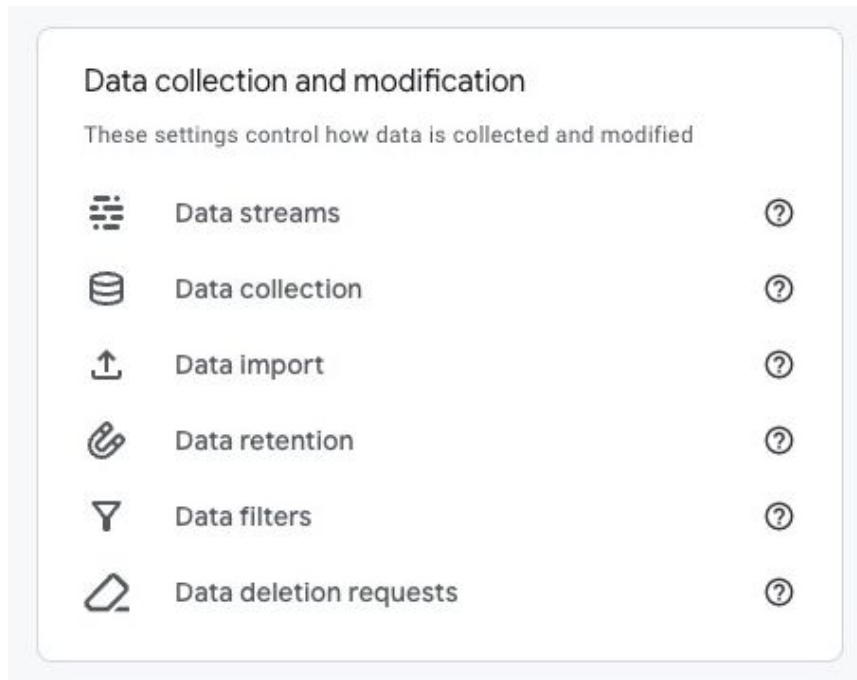 Data collection and modification
These settings control how data is collected and modified
Data streams
Data collection
Data import
Data retention
Data filters
Data deletion requests